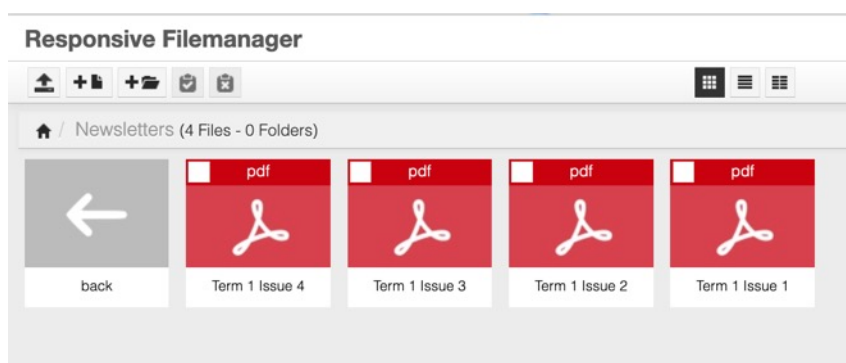 Responsive Filemanager
Newsletters (4 Files - 0 Folders)
pdf pdf pdf pdf
back Term 1 Issue 4 Term 1 Issue 3 Term 1 Issue 2 Term 1 Issue 1